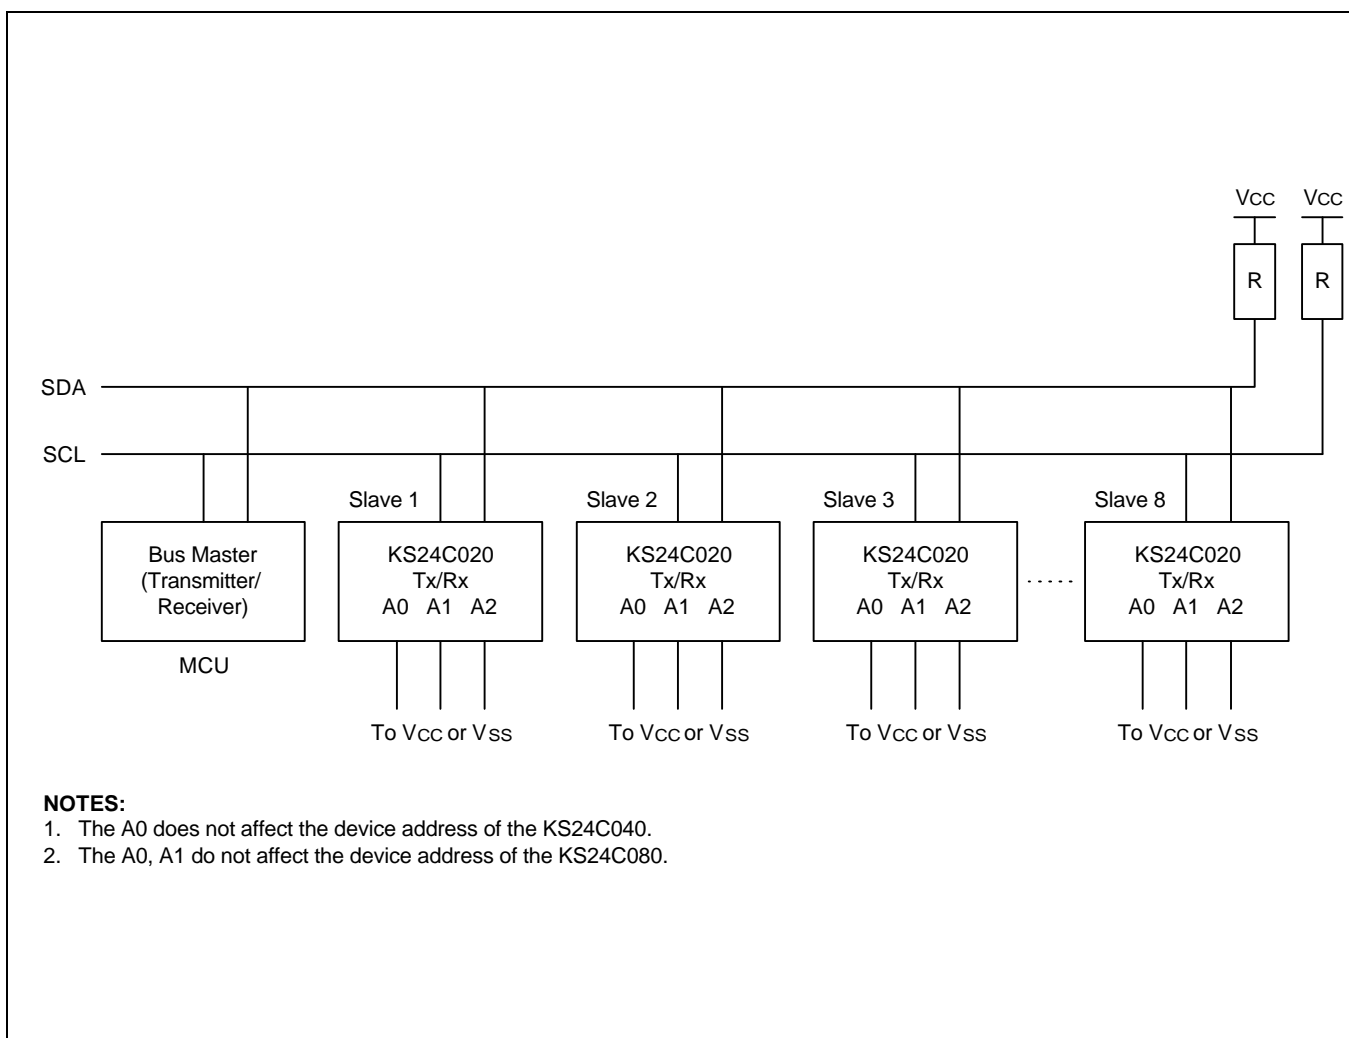 VCC VCC
R R
SDA
SCL
Slave 1 Slave 2 Slave 3 Slave 8
Bus Master
(Transmitter/
Receiver)
MCU
KS24C020
Tx/Rx
A0 A1 A2
To VCC or VSS
KS24C020
Tx/Rx
A0 A1 A2
To VCC or VSS
KS24C020
Tx/Rx
A0 A1 A2
To VCC or VSS
.....
KS24C020
Tx/Rx
A0 A1 A2
To VCC or VSS
NOTES:
1. The A0 does not affect the device address of the KS24C040.
2. The A0, A1 do not affect the device address of the KS24C080.